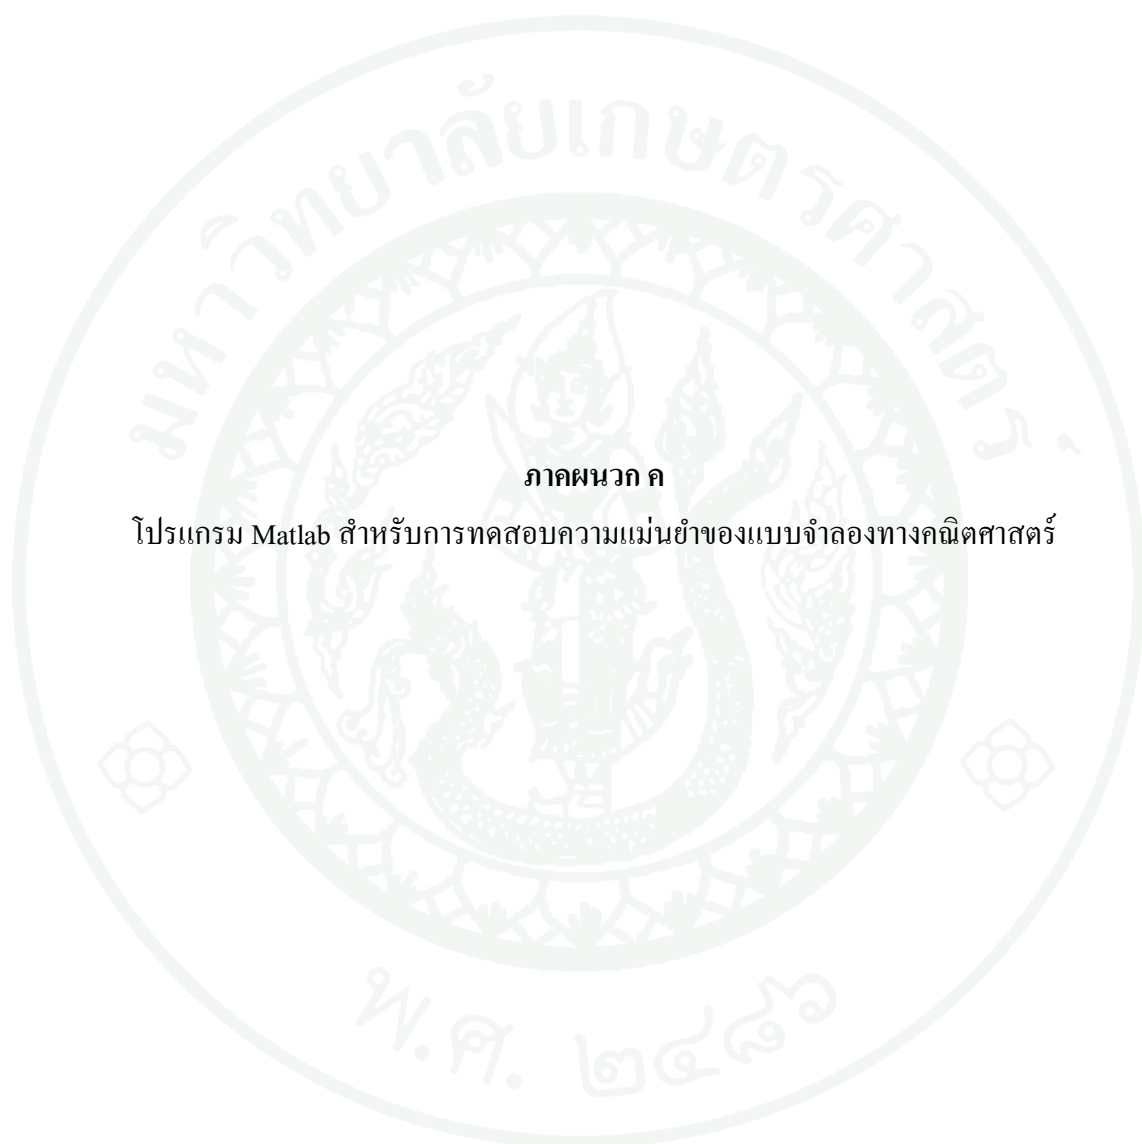 มหาวิทยาลัยเกษตรศาสตร์
ภาคผนวก ค
โปรแกรม Matlab สำหรับการทดสอบความแม่นยำของแบบจำลองทางคณิตศาสตร์
พ.ศ. ๒๔๘๖